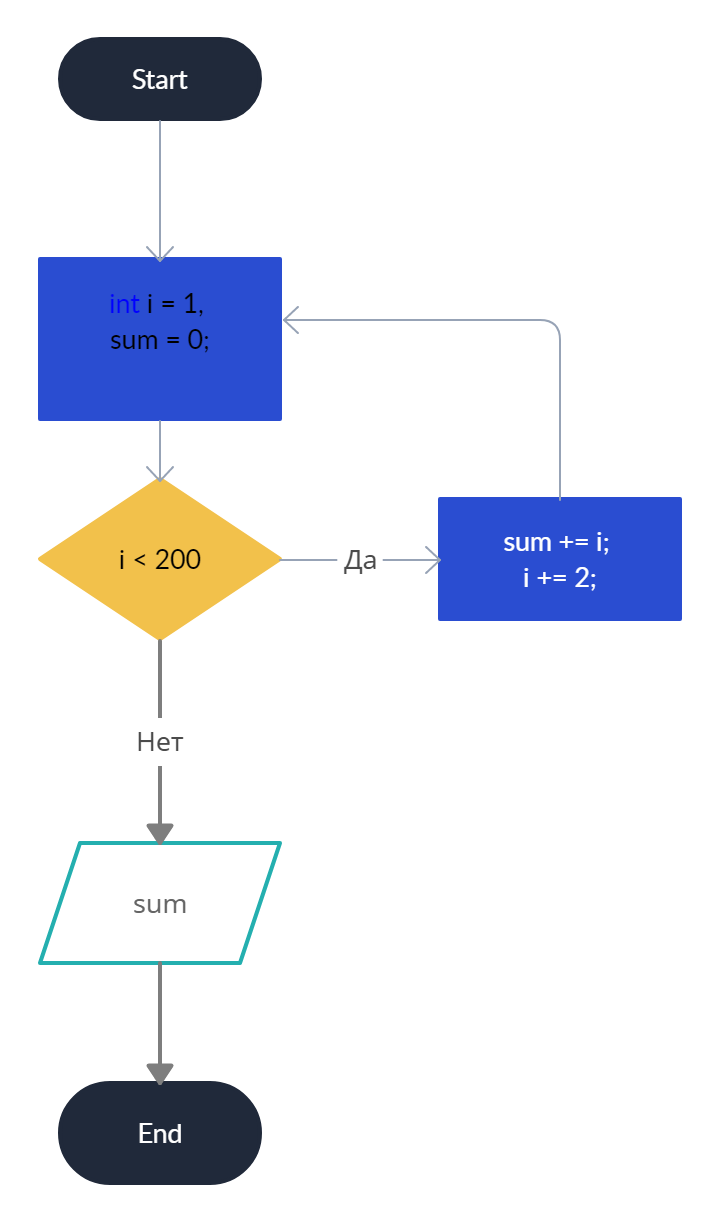 Start
int i = 1,
sum = 0;
i < 200
Да
sum += i;
i += 2;
Нет
sum
End